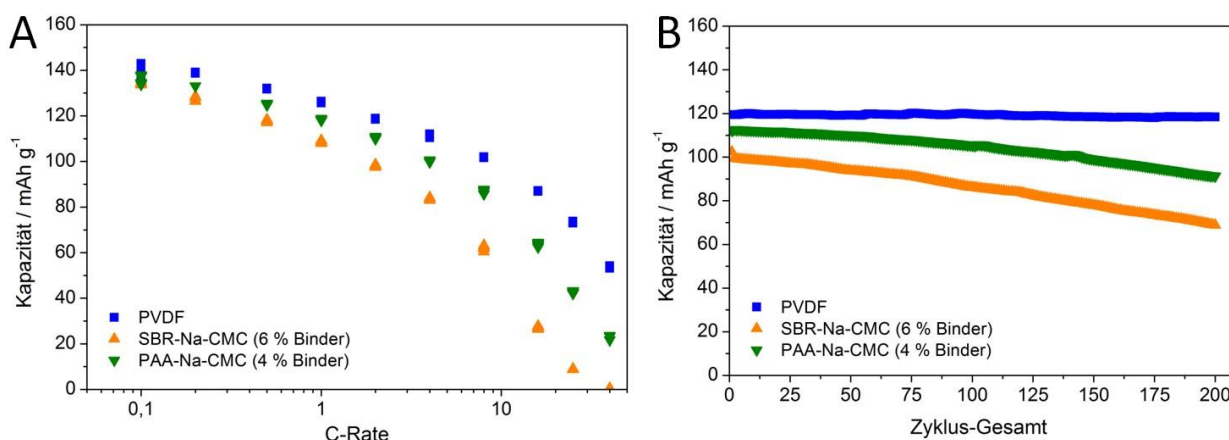 A
160
140
120
100
80
60
40
20
0
Kapazität / mAh g⁻¹
PVDF
SBR-Na-CMC (6 % Binder)
PAA-Na-CMC (4 % Binder)
0,1
1
10
C-Rate
B
160
140
120
100
80
60
40
20
0
Kapazität / mAh g⁻¹
PVDF
SBR-Na-CMC (6 % Binder)
PAA-Na-CMC (4 % Binder)
0
25
50
75
100
125
150
175
200
Zyklus-Gesamt